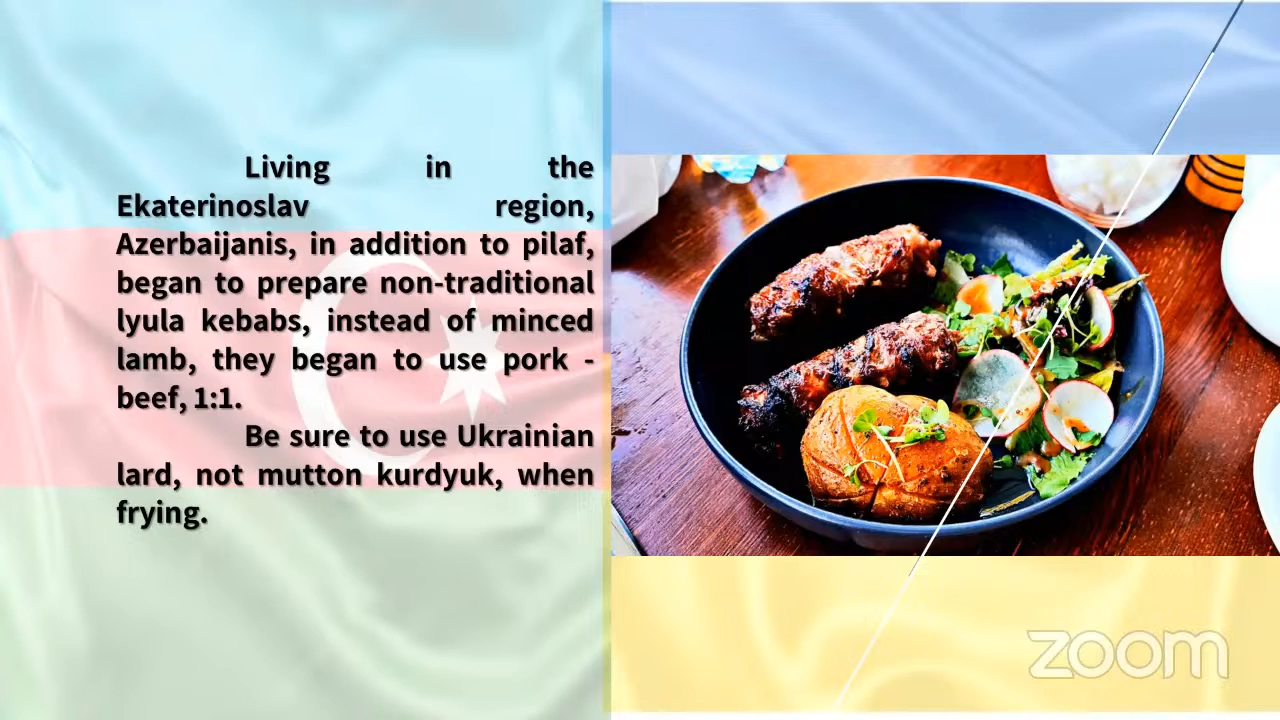 Living in the
Ekaterinoslav region,
Azerbaijanis, in addition to pilaf,
began to prepare non-traditional
lyula kebabs, instead of minced
lamb, they began to use pork -
beef, 1:1.
Be sure to use Ukrainian
lard, not mutton kurdyuk, when
frying.
zoom